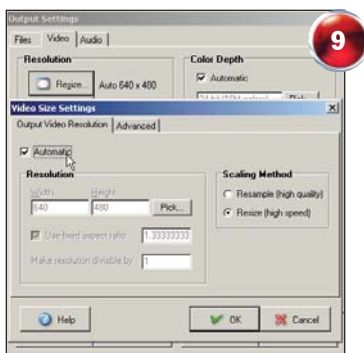 Output Settings
9
Files Video Audio
Resolution
Color Depth
Resize... Auto 640 x 480
Automatic
Pick...
Video Size Settings
Output Video Resolution Advanced
Automatic
Resolution
Scaling Method
Width Height
640 480 Pick...
Resample (high quality)
Resize (high speed)
Use fixed aspect ratio 1.33333333
Make resolution divisible by 1
Help OK Cancel